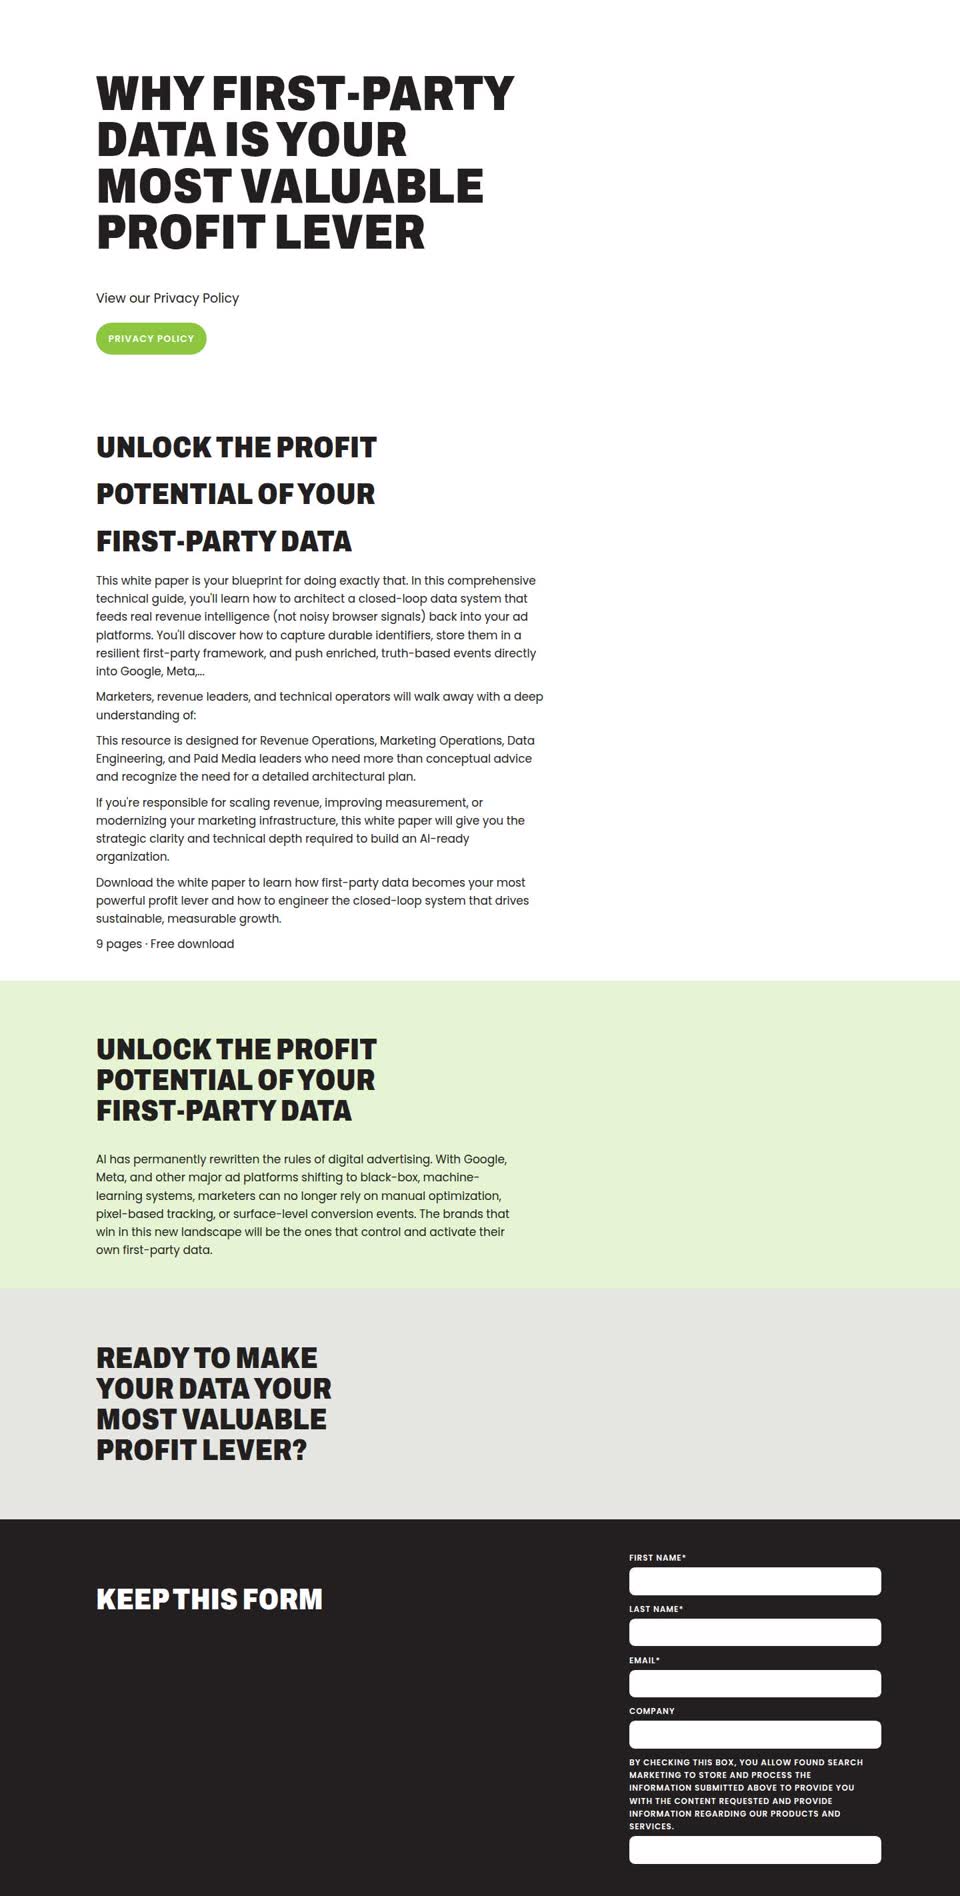 WHY FIRST-PARTY
DATA IS YOUR
MOST VALUABLE
PROFIT LEVER
View our Privacy Policy
PRIVACY POLICY
UNLOCK THE PROFIT
POTENTIAL OF YOUR
FIRST-PARTY DATA
This white paper is your blueprint for doing exactly that. In this comprehensive
technical guide, you'll learn how to architect a closed-loop data system that
feeds real revenue intelligence (not noisy browser signals) back into your ad
platforms. You'll discover how to capture durable identifiers, store them in a
resilient first-party framework, and push enriched, truth-based events directly
into Google, Meta,...
Marketers, revenue leaders, and technical operators will walk away with a deep
understanding of:
This resource is designed for Revenue Operations, Marketing Operations, Data
Engineering, and Paid Media leaders who need more than conceptual advice
and recognize the need for a detailed architectural plan.
If you're responsible for scaling revenue, improving measurement, or
modernizing your marketing infrastructure, this white paper will give you the
strategic clarity and technical depth required to build an AI-ready
organization.
Download the white paper to learn how first-party data becomes your most
powerful profit lever and how to engineer the closed-loop system that drives
sustainable, measurable growth.
9 pages · Free download
UNLOCK THE PROFIT
POTENTIAL OF YOUR
FIRST-PARTY DATA
AI has permanently rewritten the rules of digital advertising. With Google,
Meta, and other major ad platforms shifting to black-box, machine-
learning systems, marketers can no longer rely on manual optimization,
pixel-based tracking, or surface-level conversion events. The brands that
win in this new landscape will be the ones that control and activate their
own first-party data.
READY TO MAKE
YOUR DATA YOUR
MOST VALUABLE
PROFIT LEVER?
KEEP THIS FORM
FIRST NAME*
LAST NAME*
EMAIL*
COMPANY
BY CHECKING THIS BOX, YOU ALLOW FOUND SEARCH
MARKETING TO STORE AND PROCESS THE
INFORMATION SUBMITTED ABOVE TO PROVIDE YOU
WITH THE CONTENT REQUESTED AND PROVIDE
INFORMATION REGARDING OUR PRODUCTS AND
SERVICES.